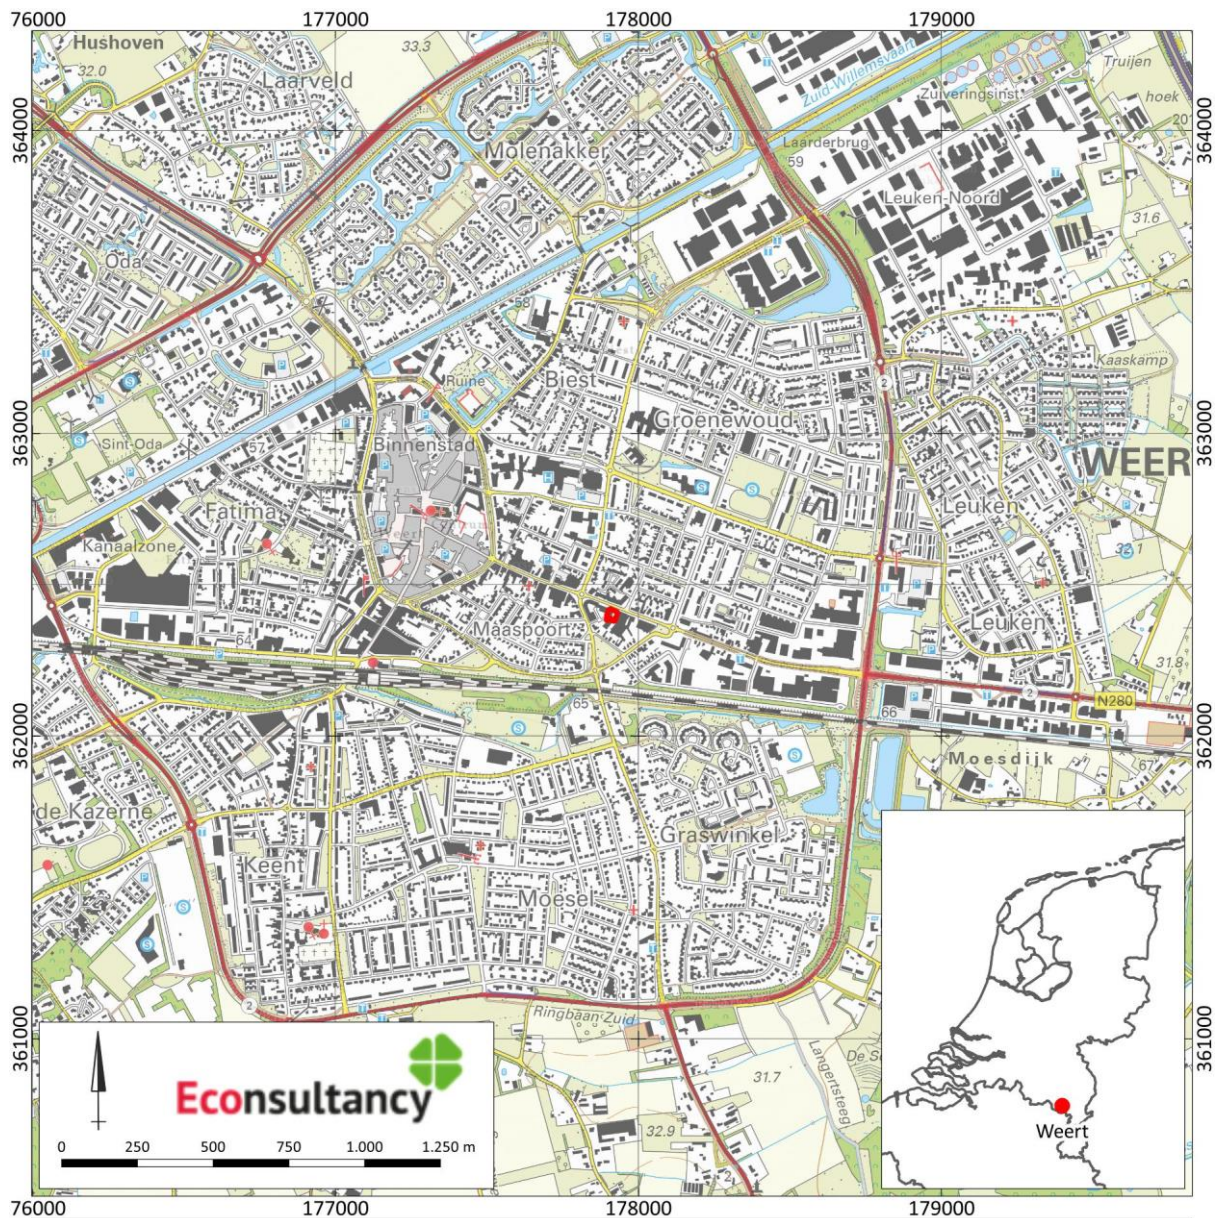 76000
177000
178000
179000
Hushoven
33.3
32.0
Laarveld
Zuid-Willemsvaart
Truijen
Zuiveringsinst.
hoek
364000
364000
Laarderbrug
59
Molenakker
Leuken-Noord
31.6
Oda
58
Kaaskamp
Ruine
Biest
363000
Groenewoud
363000
Binnenstad
Sint-Oda
57
WEER
Fatima
Leuken
Kanaalzone
32.1
Maaspoort
Leuken
64
31.8
2
N280
65
66
362000
362000
Moesdijk
67
de Kazerne
Graswinkel
Keent
Moesel
2
Ringbaan Zuid
361000
361000
Langertsteeg
De S
31.7
32.9
Econsultancy
0 250 500 750 1.000 1.250 m
Weert
76000
177000
178000
179000